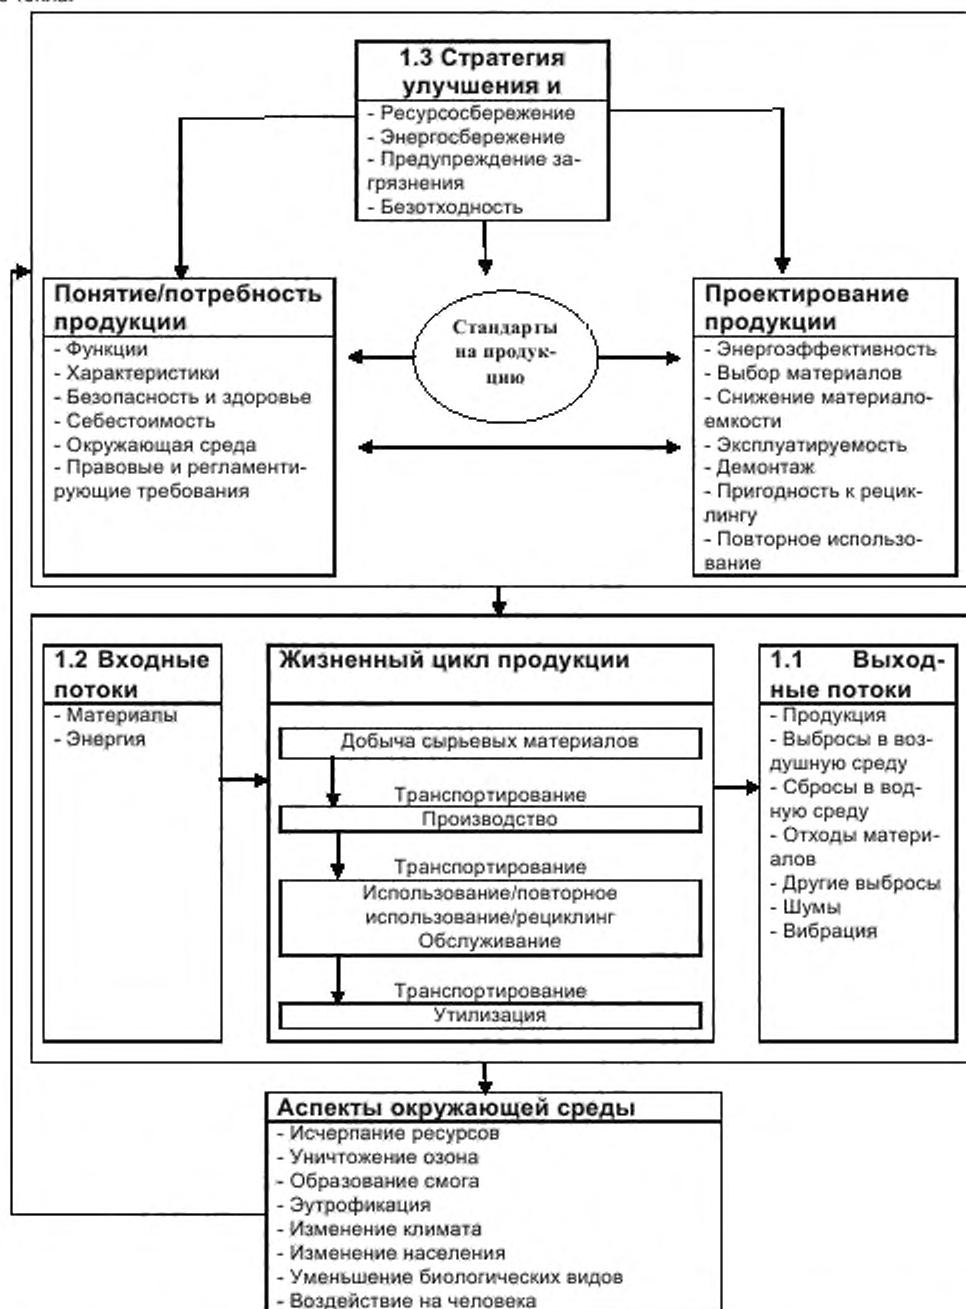 1.3 Стратегия
улучшения и
- Ресурсосбережение
- Энергосбережение
- Предупреждение за-
грязнения
- Безотходность
Понятие/потребность
продукции
- Функции
- Характеристики
- Безопасность и здоровье
- Себестоимость
- Окружающая среда
- Правовые и регламенти-
рующие требования
Стандарты
на продук-
цию
Проектирование
продукции
- Энергоэффективность
- Выбор материалов
- Снижение материало-
емкости
- Эксплуатируемость
- Демонтаж
- Пригодность к рецик-
лингу
- Повторное использо-
вание
1.2 Входные
потоки
- Материалы
- Энергия
Жизненный цикл продукции
Добыча сырьевых материалов
Транспортирование
Производство
Транспортирование
Использование/повторное
использование/рециклинг
Обслуживание
Транспортирование
Утилизация
1.1 Выход-
ные потоки
- Продукция
- Выбросы в воз-
душную среду
- Сбросы в вод-
ную среду
- Отходы матери-
алов
- Другие выбросы
- Шумы
- Вибрация
Аспекты окружающей среды
- Исчерпание ресурсов
- Уничтожение озона
- Образование смога
- Эутрофикация
- Изменение климата
- Изменение населения
- Уменьшение биологических видов
- Воздействие на человека